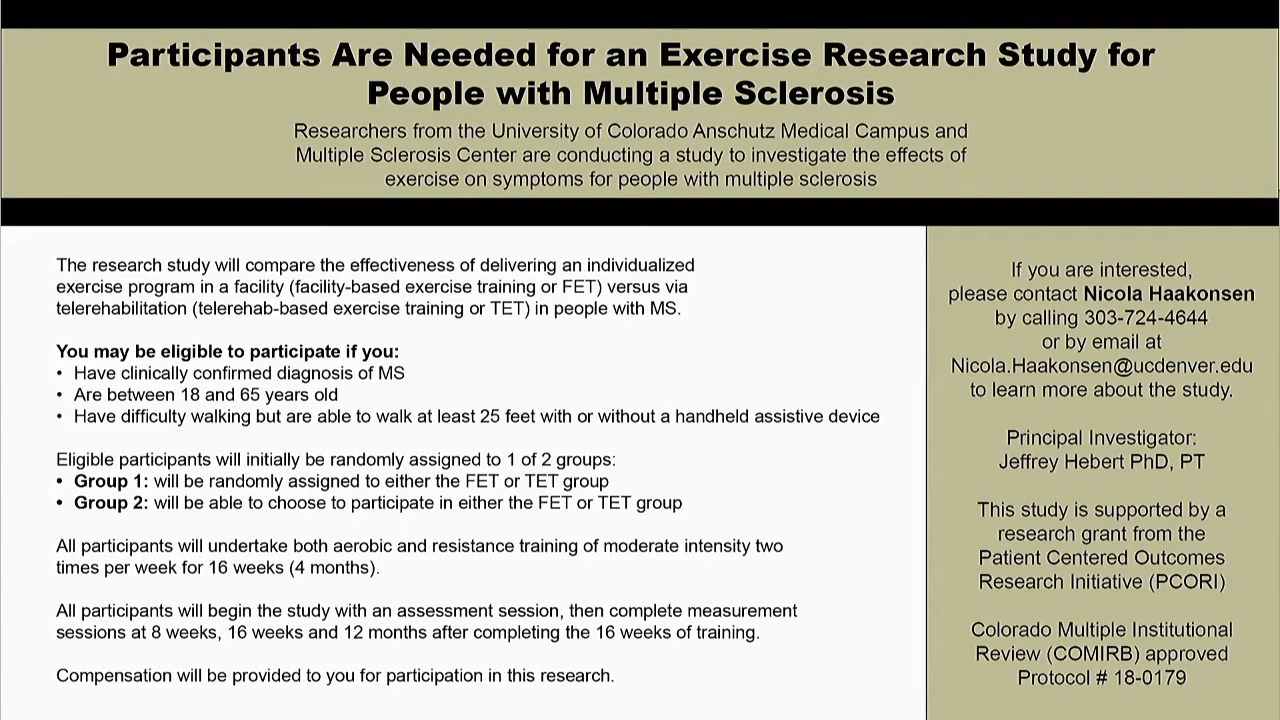 Participants Are Needed for an Exercise Research Study for
People with Multiple Sclerosis
Researchers from the University of Colorado Anschutz Medical Campus and
Multiple Sclerosis Center are conducting a study to investigate the effects of
exercise on symptoms for people with multiple sclerosis
The research study will compare the effectiveness of delivering an individualized
exercise program in a facility (facility-based exercise training or FET) versus via
telerehabilitation (telerehab-based exercise training or TET) in people with MS.
You may be eligible to participate if you:
• Have clinically confirmed diagnosis of MS
• Are between 18 and 65 years old
• Have difficulty walking but are able to walk at least 25 feet with or without a handheld assistive device
Eligible participants will initially be randomly assigned to 1 of 2 groups:
• Group 1: will be randomly assigned to either the FET or TET group
• Group 2: will be able to choose to participate in either the FET or TET group
All participants will undertake both aerobic and resistance training of moderate intensity two
times per week for 16 weeks (4 months).
All participants will begin the study with an assessment session, then complete measurement
sessions at 8 weeks, 16 weeks and 12 months after completing the 16 weeks of training.
Compensation will be provided to you for participation in this research.
If you are interested,
please contact Nicola Haakonsen
by calling 303-724-4644
or by email at
Nicola.Haakonsen@ucdenver.edu
to learn more about the study.
Principal Investigator:
Jeffrey Hebert PhD, PT
This study is supported by a
research grant from the
Patient Centered Outcomes
Research Initiative (PCORI)
Colorado Multiple Institutional
Review (COMIRB) approved
Protocol # 18-0179